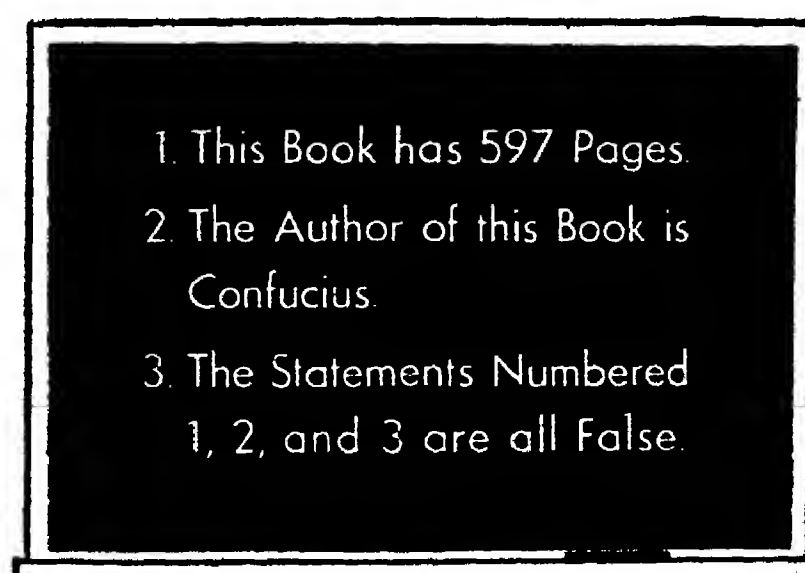 1. This Book has 597 Pages.
2. The Author of this Book is
Confucius.
3. The Statements Numbered
1, 2, and 3 are all False.